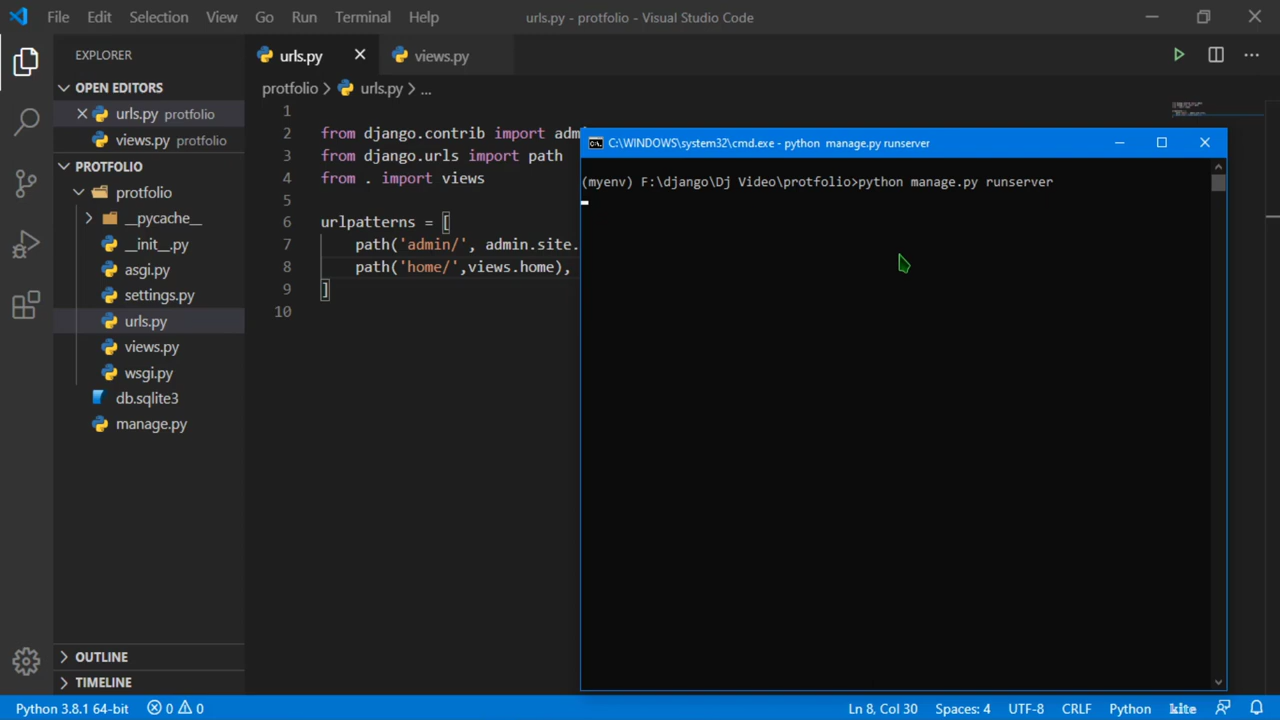 File Edit Selection View Go Run Terminal Help urls.py - protfolio - Visual Studio Code
EXPLORER
OPEN EDITORS
urls.py protfolio
views.py protfolio
PROTFOLIO
protfolio
__pycache__
__init__.py
asgi.py
settings.py
urls.py
views.py
wsgi.py
db.sqlite3
manage.py
OUTLINE
TIMELINE
urls.py views.py
protfolio > urls.py > ...
1
2 from django.contrib import adm
3 from django.urls import path
4 from . import views
5
6 urlpatterns = [
7 path('admin/', admin.site.
8 path('home/',views.home),
9 ]
10
C:\WINDOWS\system32\cmd.exe - python manage.py runserver
(myenv) F:\django\Dj Video\protfolio>python manage.py runserver
Python 3.8.1 64-bit 0 0 Ln 8, Col 30 Spaces: 4 UTF-8 CRLF Python kite